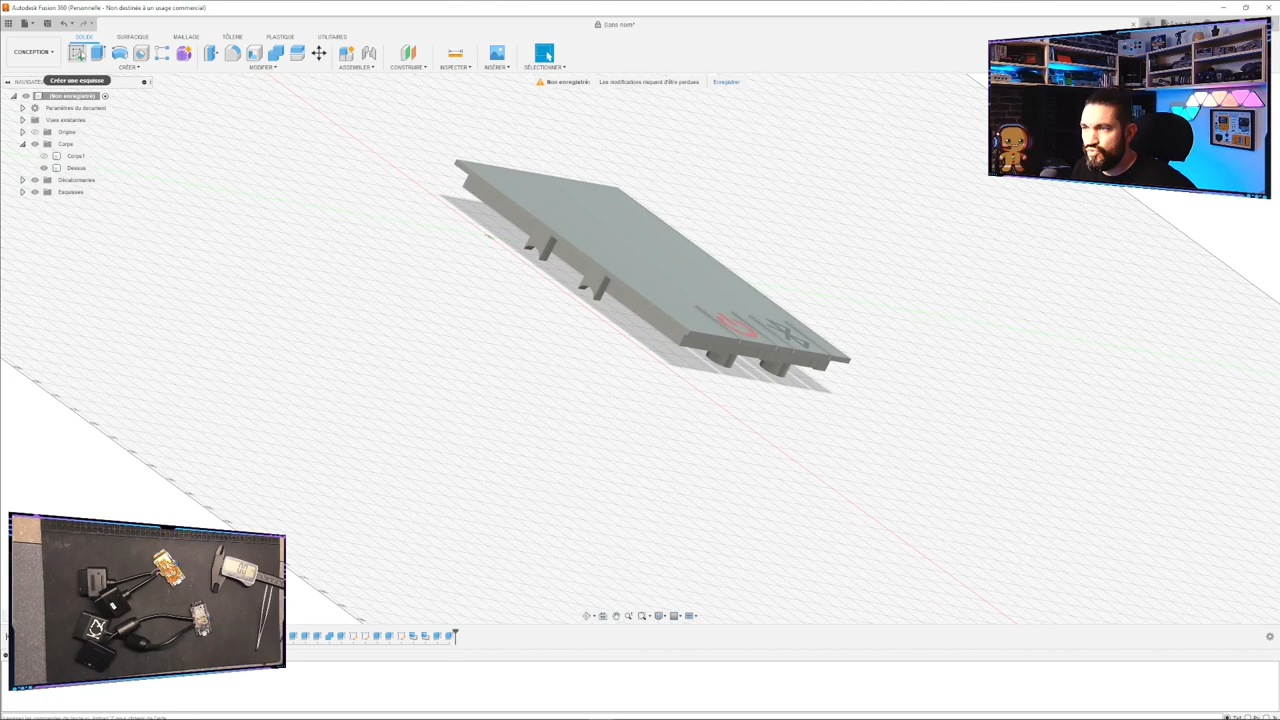 Autodesk Fusion 360 (Personnelle - Non destinée à un usage commercial)
Sans nom*
SOLIDE SURFACIQUE MAILLAGE TÔLERIE PLASTIQUE UTILITAIRES
CONCEPTION
CRÉER MODIFIER ASSEMBLER CONSTRUIRE INSPECTER INSÉRER SÉLECTIONNER
Créer une esquisse
Non enregistré: Les modifications risquent d'être perdues Enregistrer
(Non enregistré)
Paramètres du document
Vues existantes
Origine
Corps
Corps1
Dessus
Décalcomanies
Esquisses